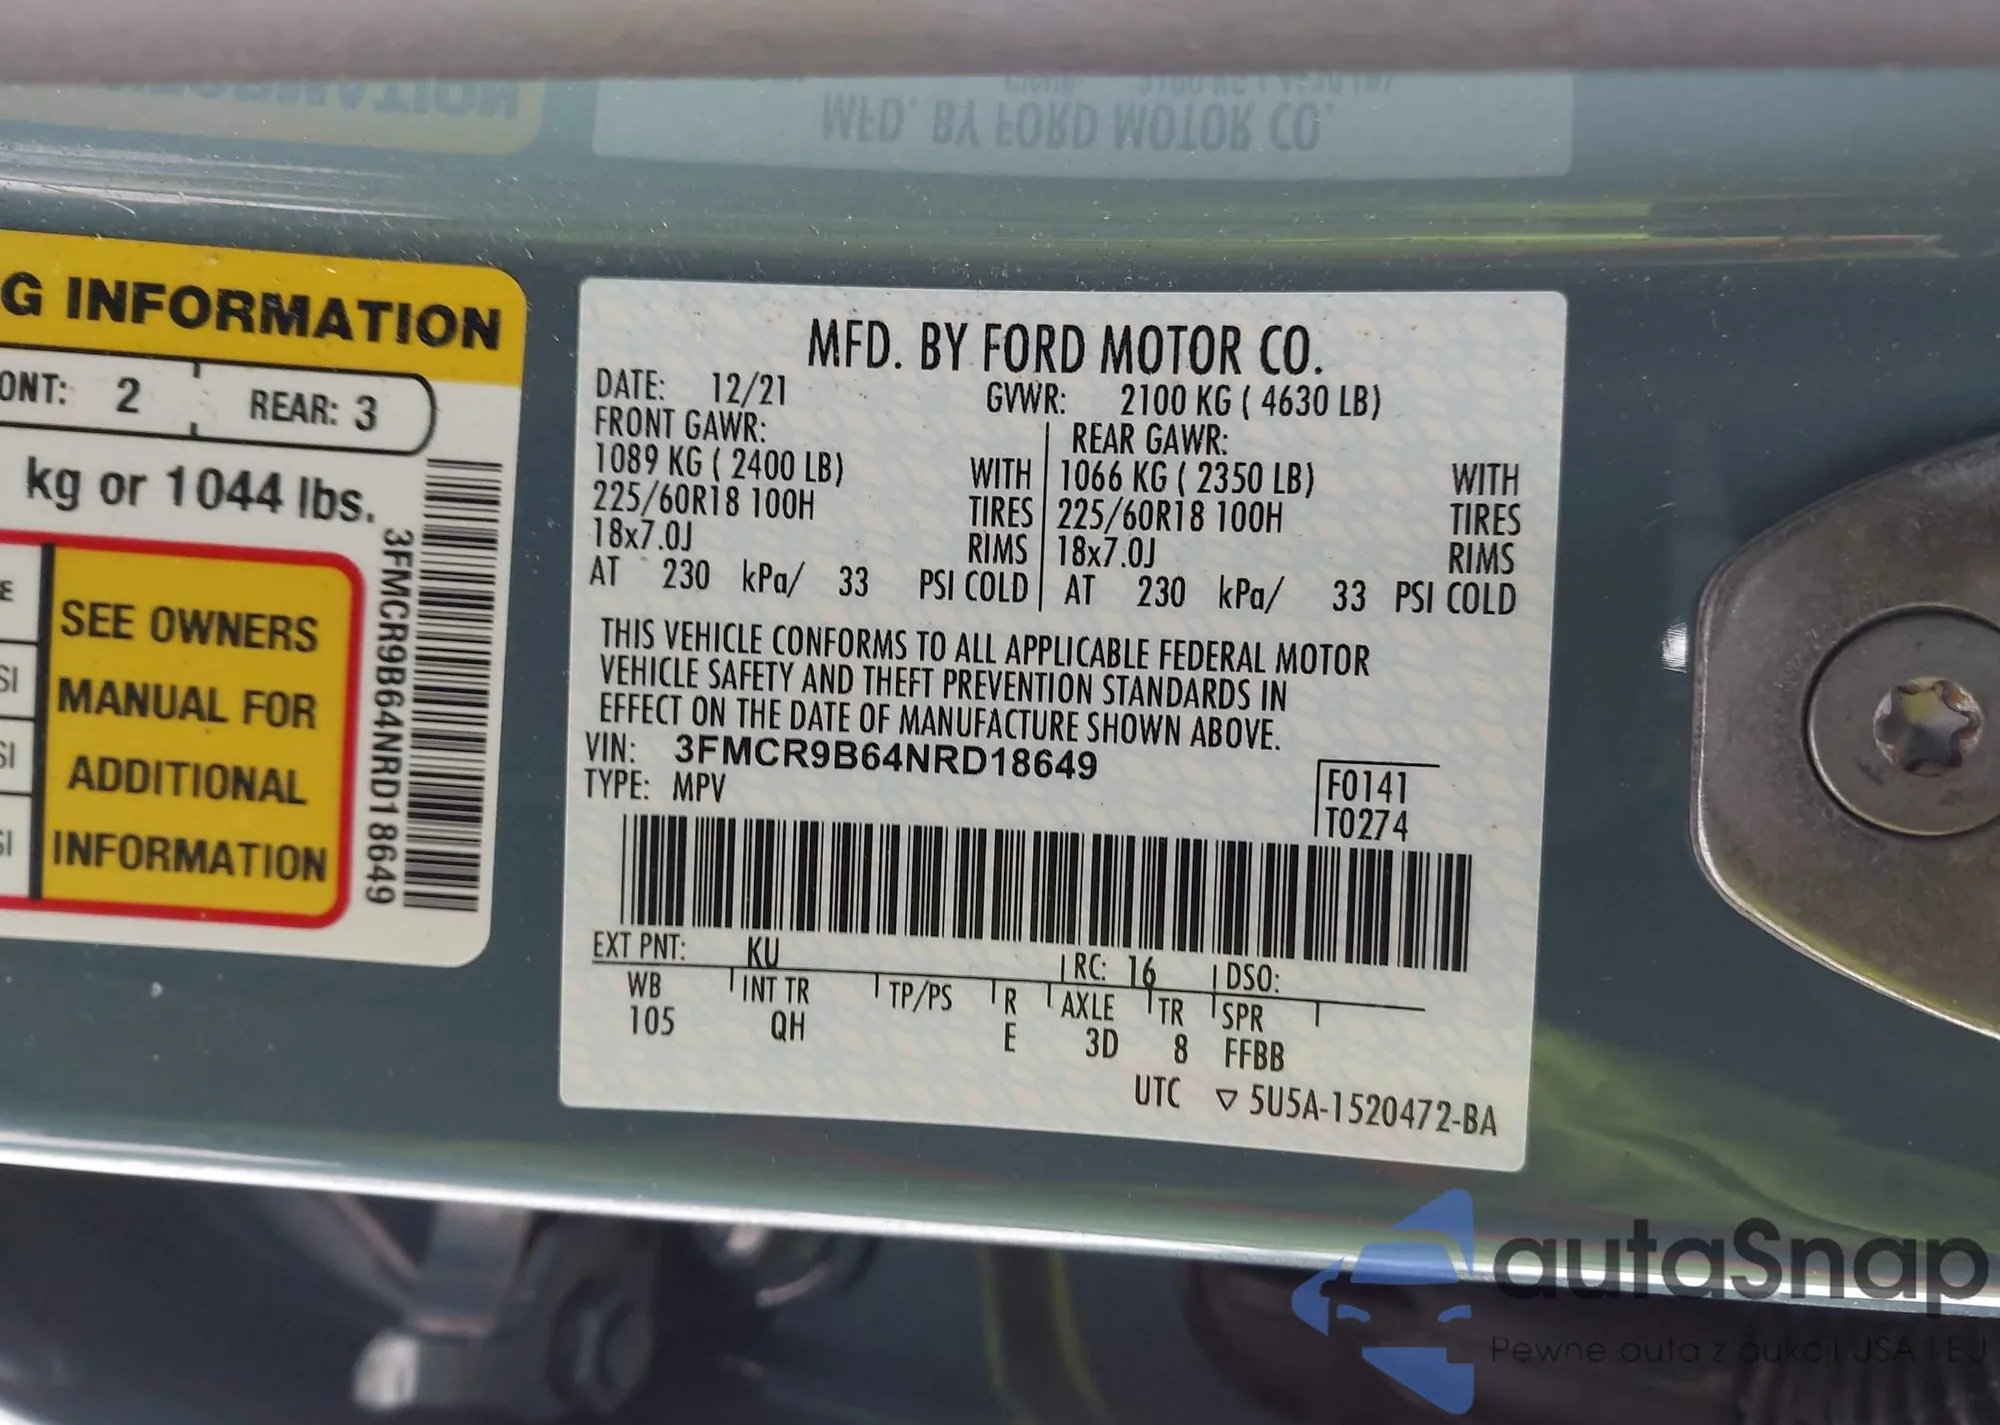 G INFORMATION
ONT: 2 REAR: 3
kg or 1044 lbs.
SEE OWNERS
MANUAL FOR
ADDITIONAL
INFORMATION
3FMCR9B64NRD18649
MFD. BY FORD MOTOR CO.
DATE: 12/21 GVWR: 2100 KG ( 4630 LB)
FRONT GAWR: REAR GAWR:
1089 KG ( 2400 LB) WITH 1066 KG ( 2350 LB) WITH
225/60R18 100H TIRES 225/60R18 100H TIRES
18x7.0J RIMS 18x7.0J RIMS
AT 230 kPa/ 33 PSI COLD AT 230 kPa/ 33 PSI COLD
THIS VEHICLE CONFORMS TO ALL APPLICABLE FEDERAL MOTOR
VEHICLE SAFETY AND THEFT PREVENTION STANDARDS IN
EFFECT ON THE DATE OF MANUFACTURE SHOWN ABOVE.
VIN: 3FMCR9B64NRD18649
TYPE: MPV
F0141
T0274
EXT PNT: KU RC: 16 DSO:
WB INT TR TP/PS R AXLE TR SPR
105 QH E 3D 8 FFBB
UTC ▽ 5U5A-1520472-BA
autaSnap
Pewne auta z aukcji USA i EU